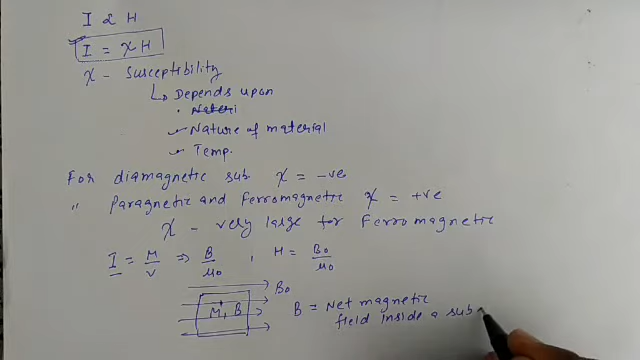 I α H
I = χH
χ - Susceptibility
↳ Depends upon
• Materi
Nature of material
Temp.
For diamagnetic sub χ = -ve
" Paragnetic and Ferromagnetic χ = +ve
χ - very large for Ferromagnetic
I = M/V ⇒ B/μ₀ , H = B₀/μ₀
B₀
M, B
B = Net magnetic
field inside a sub